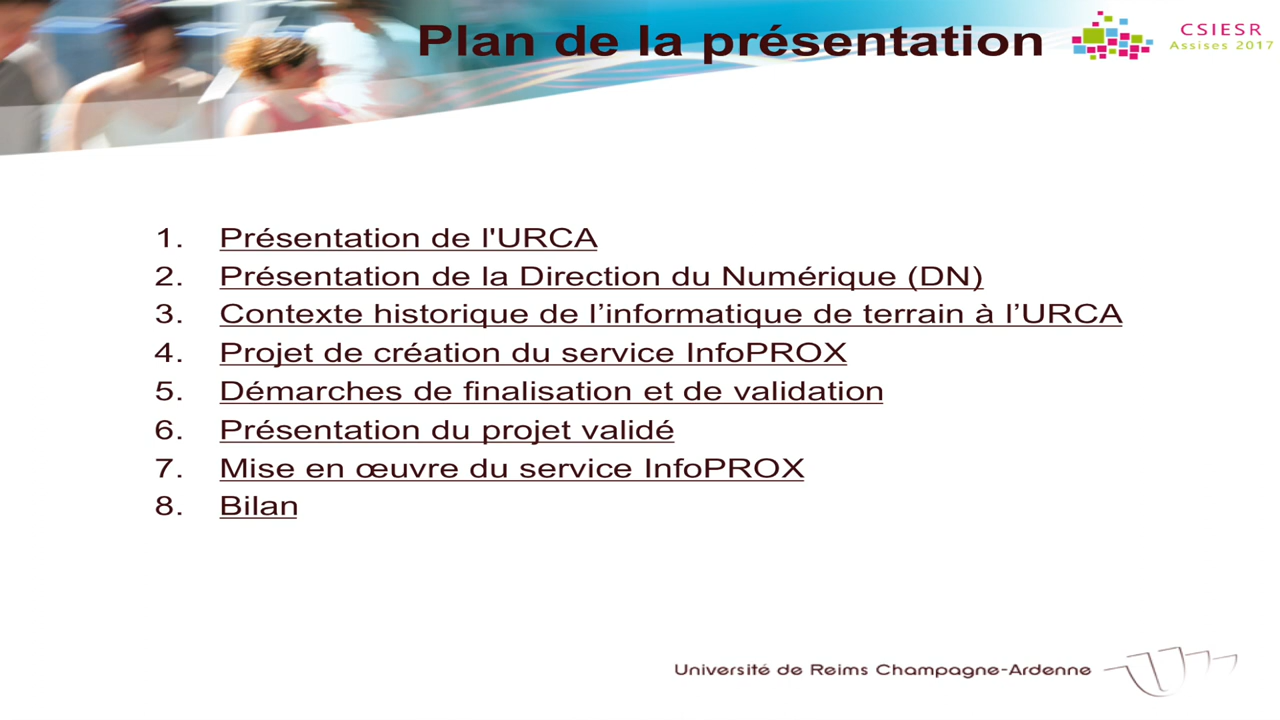 Plan de la présentation
CSIESR
Assises 2017
1. Présentation de l'URCA
2. Présentation de la Direction du Numérique (DN)
3. Contexte historique de l’informatique de terrain à l’URCA
4. Projet de création du service InfoPROX
5. Démarches de finalisation et de validation
6. Présentation du projet validé
7. Mise en œuvre du service InfoPROX
8. Bilan
Université de Reims Champagne-Ardenne